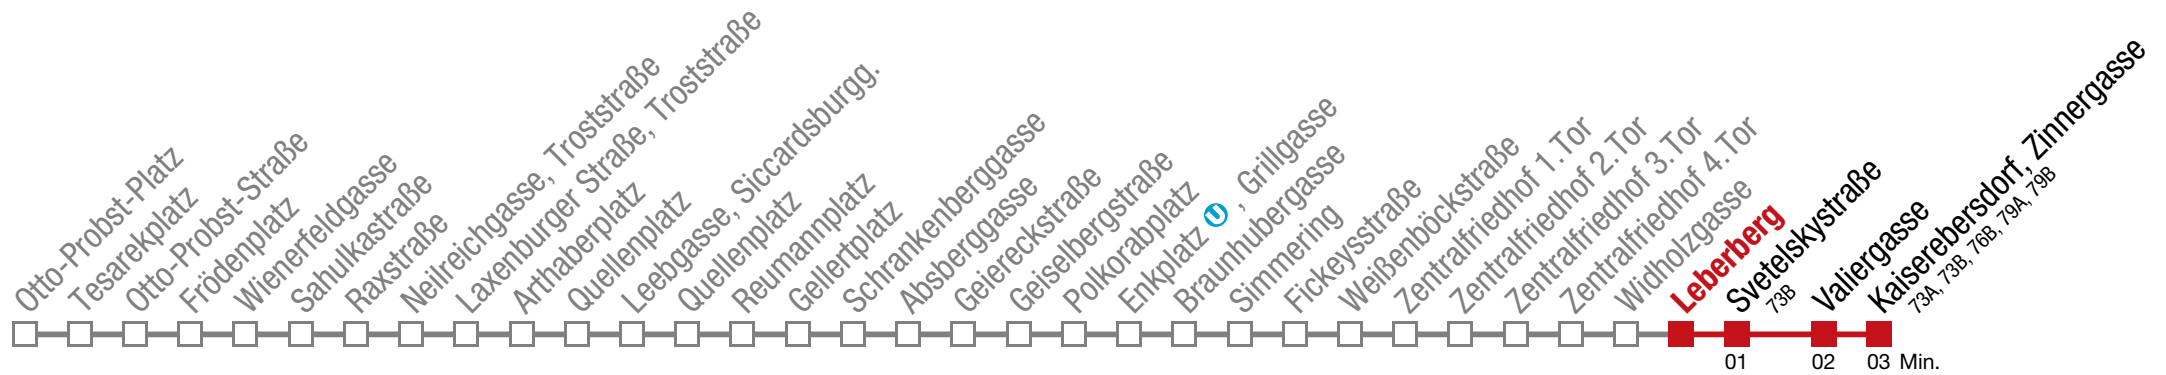 Otto-Probst-Platz
Tesarekplatz
Otto-Probst-Straße
Frödenplatz
Wienerfeldgasse
Sahulkastraße
Raxstraße
Neilreichgasse, Troststraße
Laxenburger Straße, Troststraße
Arthaberplatz
Quellenplatz
Leebgasse, Siccardsburgg.
Quellenplatz
Reumannplatz
Gellertplatz
Schrankenberggasse
Absberggasse
Geiereckstraße
Geiselbergstraße
Polkorabplatz
Enkplatz U , Grillgasse
Braunhubergasse
Simmering
Fickeysstraße
Weißenböckstraße
Zentralfriedhof 1.Tor
Zentralfriedhof 2.Tor
Zentralfriedhof 3.Tor
Zentralfriedhof 4.Tor
Widholzgasse
Leberberg
Svetelskystraße
73B
Valiergasse
Kaiserebersdorf, Zinnergasse
73A, 73B, 76B, 79A, 79B
01 02 03 Min.